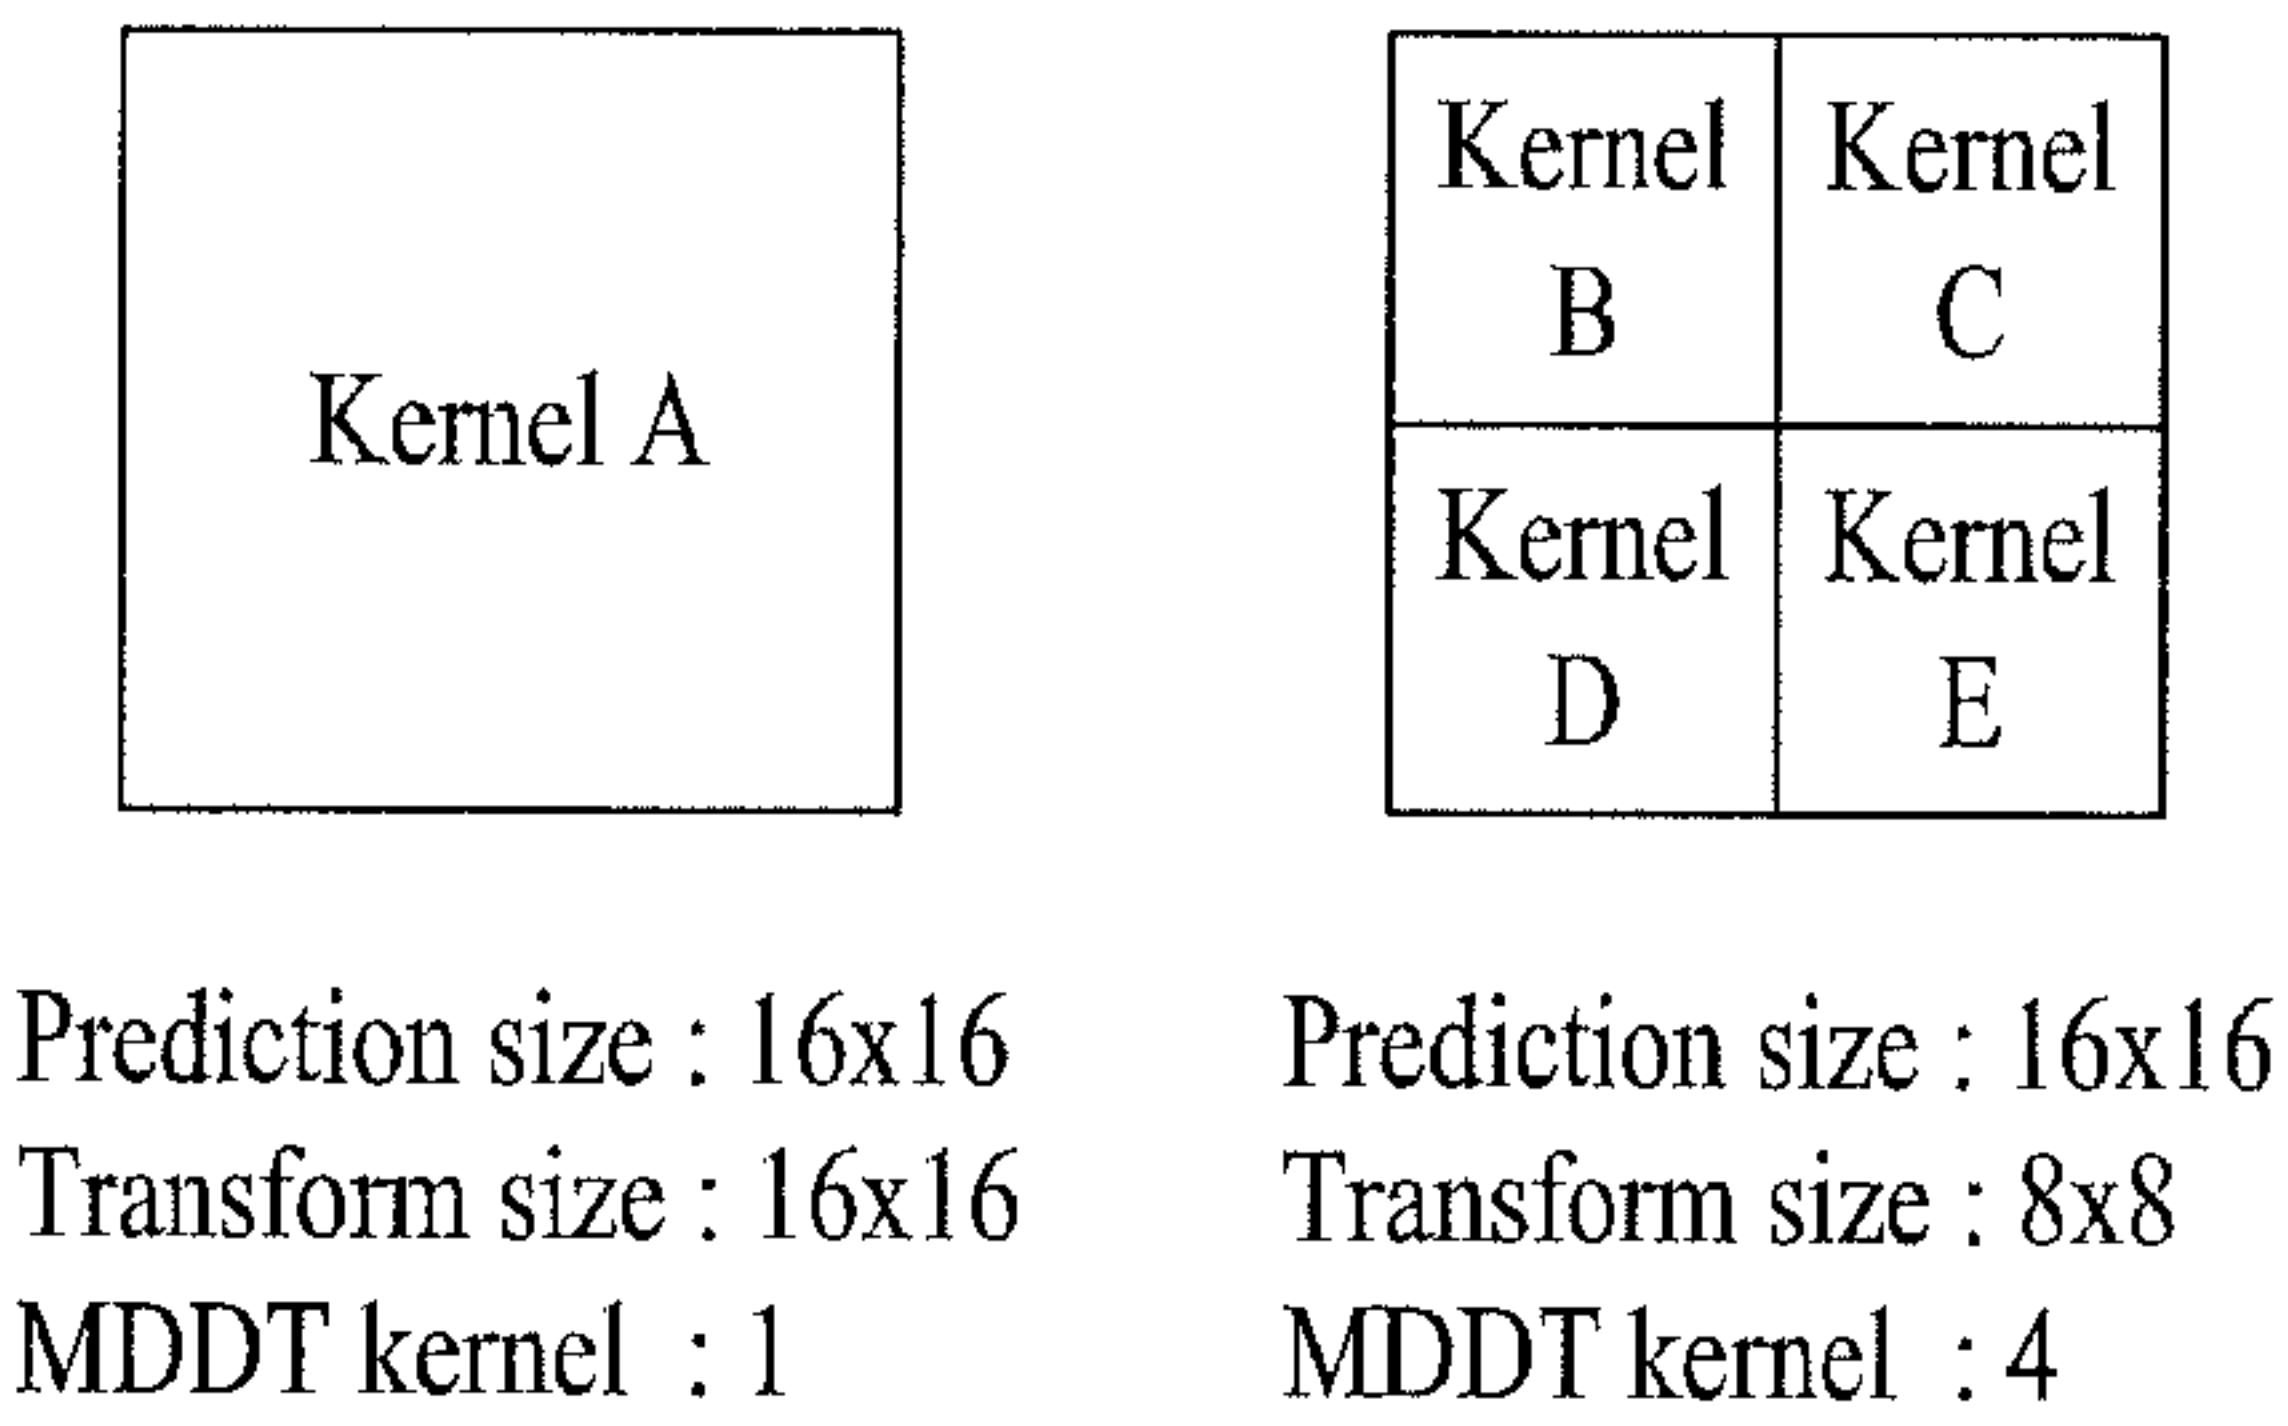 Kernel A
Kernel
B
Kernel
C
Kernel
D
Kernel
E
Prediction size : 16x16
Transform size : 16x16
MDDT kernel : 1
Prediction size : 16x16
Transform size : 8x8
MDDT kernel : 4